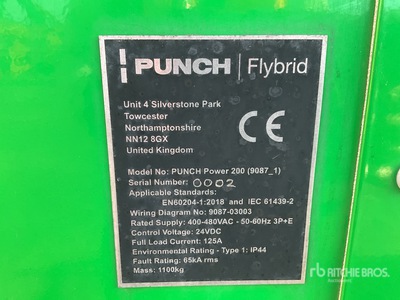 PUNCH | Flybrid
Unit 4 Silverstone Park
Towcester
Northamptonshire
NN12 8GX
United Kingdom
CE
Model No: PUNCH Power 200 (9087_1)
Serial Number: 0002
Applicable Standards:
EN60204-1:2018 and IEC 61439-2
Wiring Diagram No: 9087-03003
Rated Supply: 400-480VAC - 50-60Hz 3P+E
Control Voltage: 24VDC
Full Load Current: 125A
Environmental Rating - Type 1: IP44
Fault Rating: 65kA rms
Mass: 1100kg
rb RITCHIE BROS.